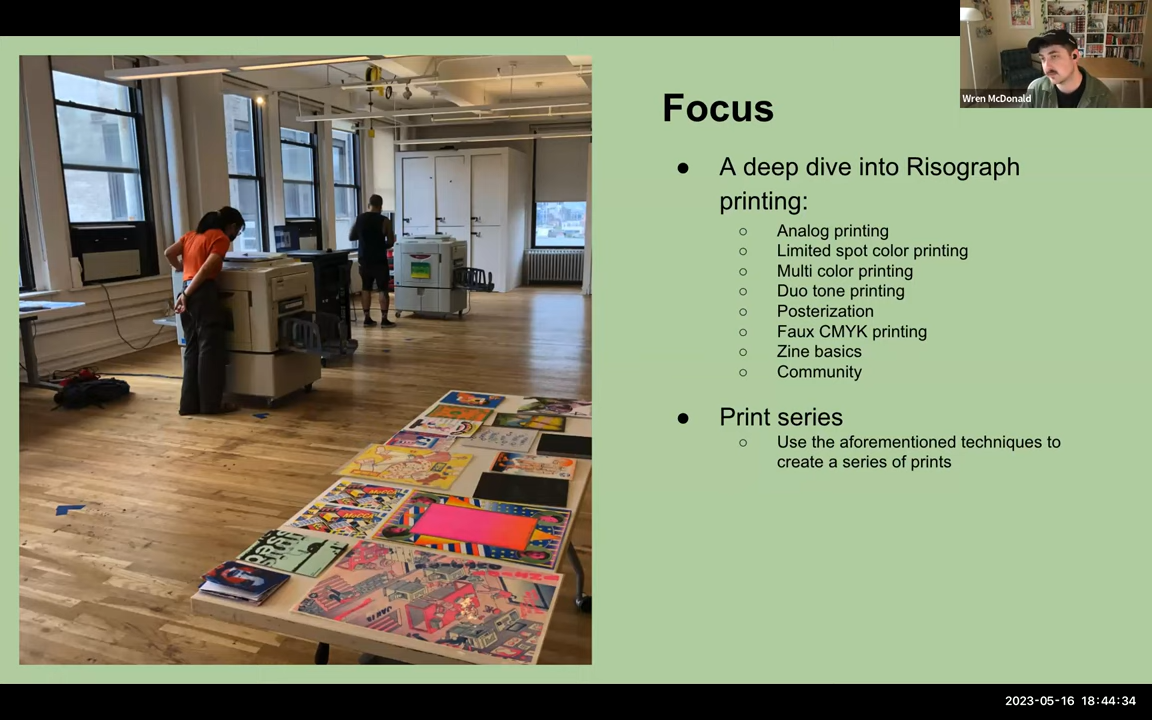 Wren McDonald
Focus
● A deep dive into Risograph
printing:
○ Analog printing
○ Limited spot color printing
○ Multi color printing
○ Duo tone printing
○ Posterization
○ Faux CMYK printing
○ Zine basics
○ Community
● Print series
○ Use the aforementioned techniques to
create a series of prints
2023-05-16 18:44:34